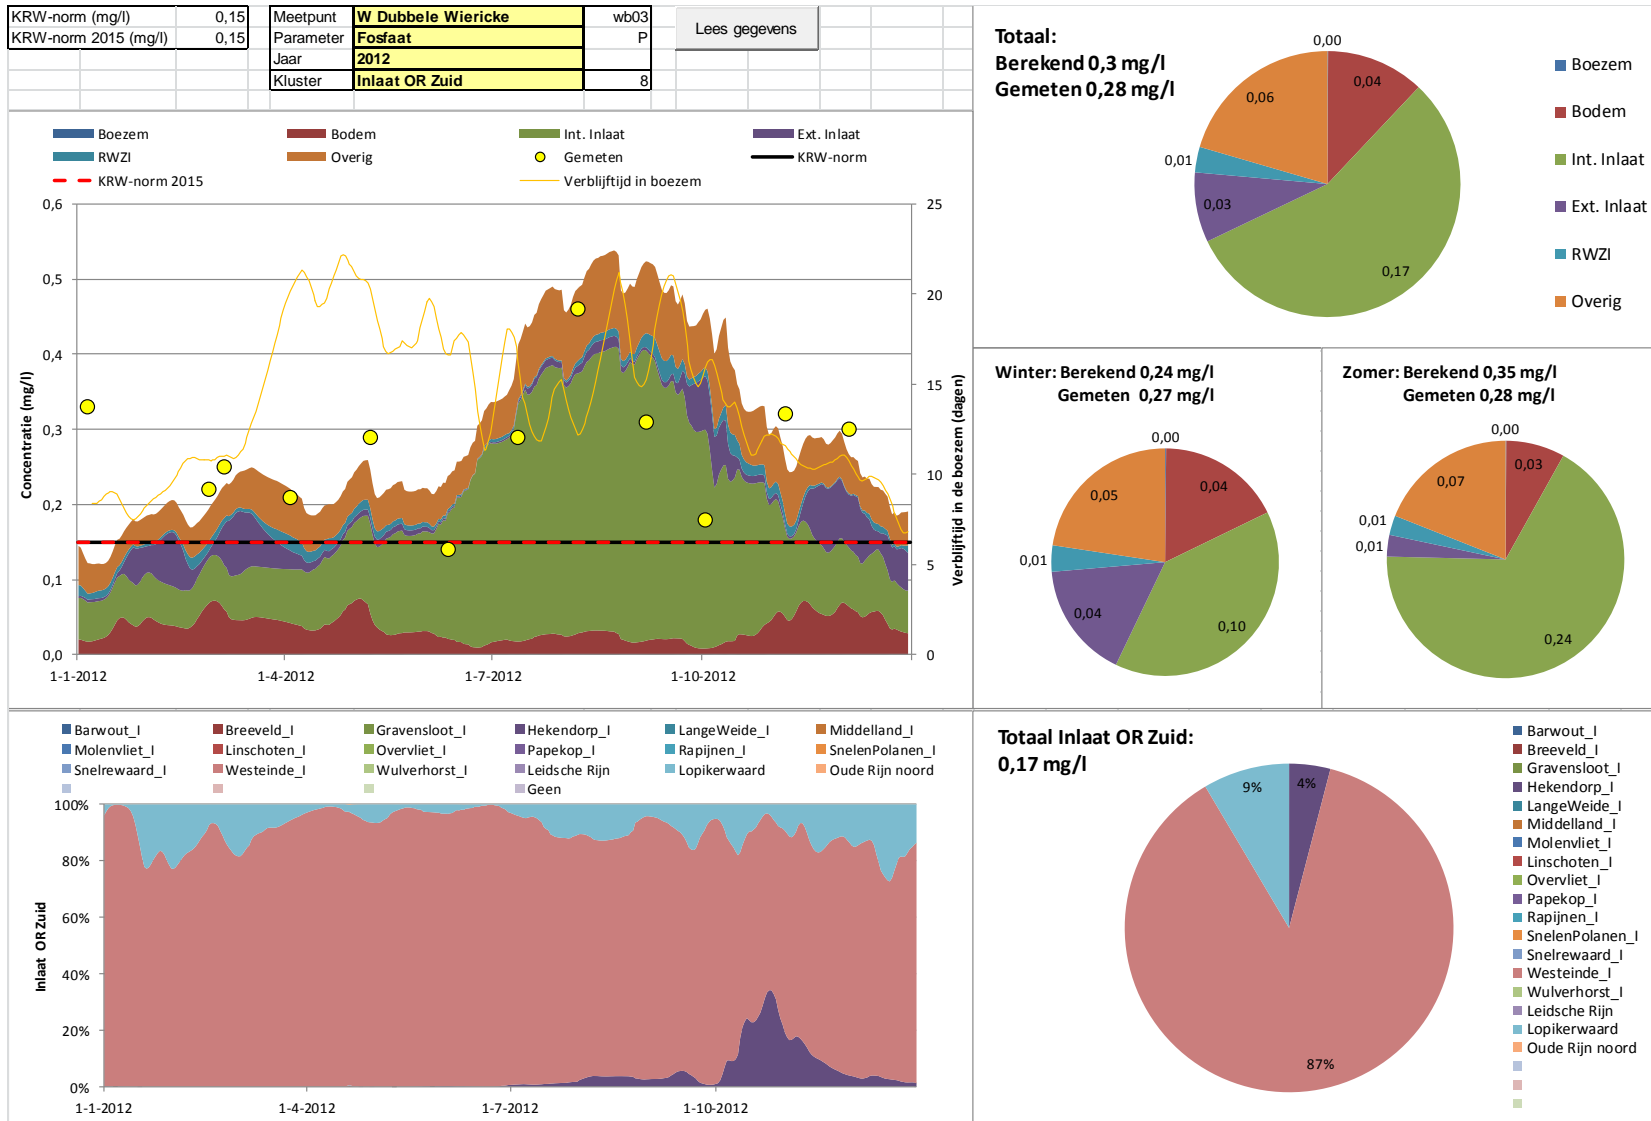 KRW-norm (mg/l) 0,15 Meetpunt W Dubbele Wiericke wb03
KRW-norm 2015 (mg/l) 0,15 Parameter Fosfaat P
Jaar 2012
Kluster Inlaat OR Zuid 8
Lees gegevens
Boezem Bodem Int. Inlaat Ext. Inlaat
RWZI Overig Gemeten KRW-norm
KRW-norm 2015 Verblijftijd in boezem
Concentratie (mg/l)
0,6
0,5
0,4
0,3
0,2
0,1
0,0
25
20
15
10
5
0
Verblijftijd in de boezem (dagen)
1-1-2012 1-4-2012 1-7-2012 1-10-2012
Totaal:
Berekend 0,3 mg/l
Gemeten 0,28 mg/l
0,00
0,04
0,06
0,01
0,03
0,17
Boezem
Bodem
Int. Inlaat
Ext. Inlaat
RWZI
Overig
Winter: Berekend 0,24 mg/l
Gemeten 0,27 mg/l
0,00
0,04
0,05
0,01
0,04
0,10
Zomer: Berekend 0,35 mg/l
Gemeten 0,28 mg/l
0,00
0,03
0,07
0,01
0,01
0,24
Barwout_I Breeveld_I Gravensloot_I Hekendorp_I LangeWeide_I Middelland_I
Molenvliet_I Linschoten_I Overvliet_I Papekop_I Rapijnen_I SnelenPolanen_I
Snelrewaard_I Westeinde_I Wulverhorst_I Leidsche Rijn Lopikerwaard Oude Rijn noord
Geen
Inlaat OR Zuid
100%
80%
60%
40%
20%
0%
1-1-2012 1-4-2012 1-7-2012 1-10-2012
Totaal Inlaat OR Zuid:
0,17 mg/l
9%
4%
87%
Barwout_I
Breeveld_I
Gravensloot_I
Hekendorp_I
LangeWeide_I
Middelland_I
Molenvliet_I
Linschoten_I
Overvliet_I
Papekop_I
Rapijnen_I
SnelenPolanen_I
Snelrewaard_I
Westeinde_I
Wulverhorst_I
Leidsche Rijn
Lopikerwaard
Oude Rijn noord